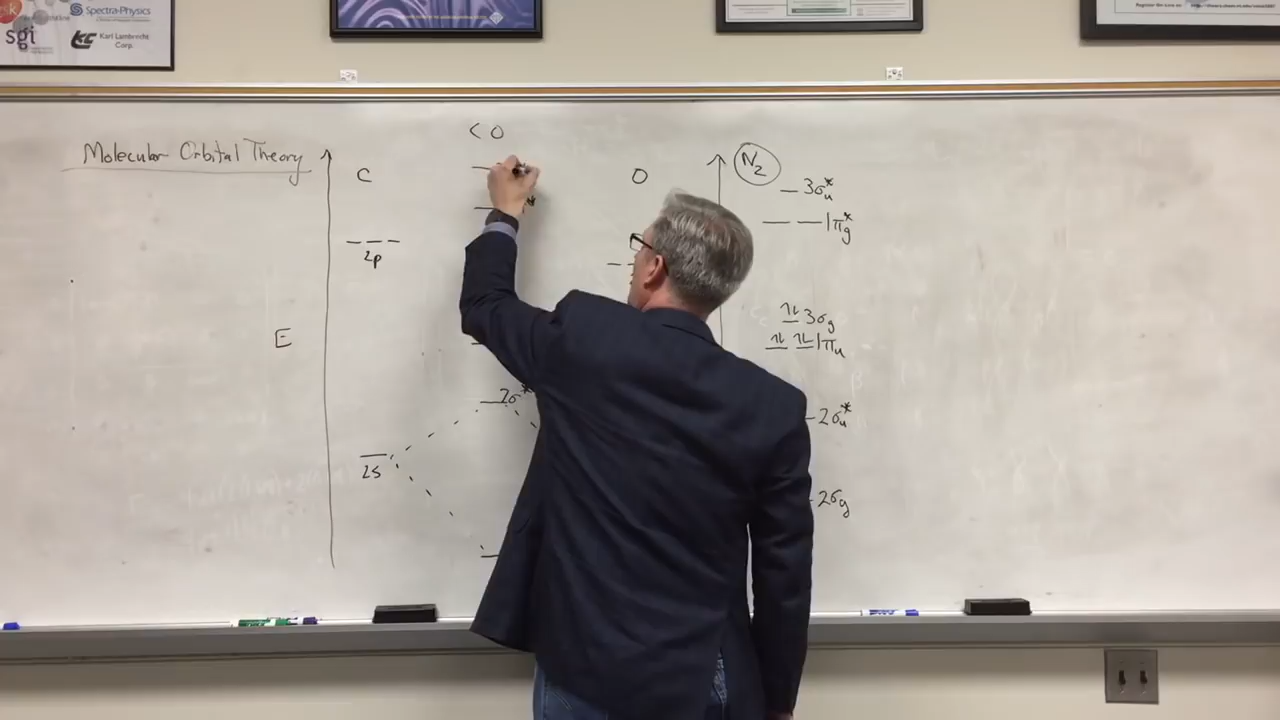 sgi
Spectra-Physics
Karl Lambrecht
Corp.
Molecular Orbital Theory
C
CO
O
N2
3σu*
1πg*
2p
E
3σg
1πu
2σ*
2σu*
2s
2σg